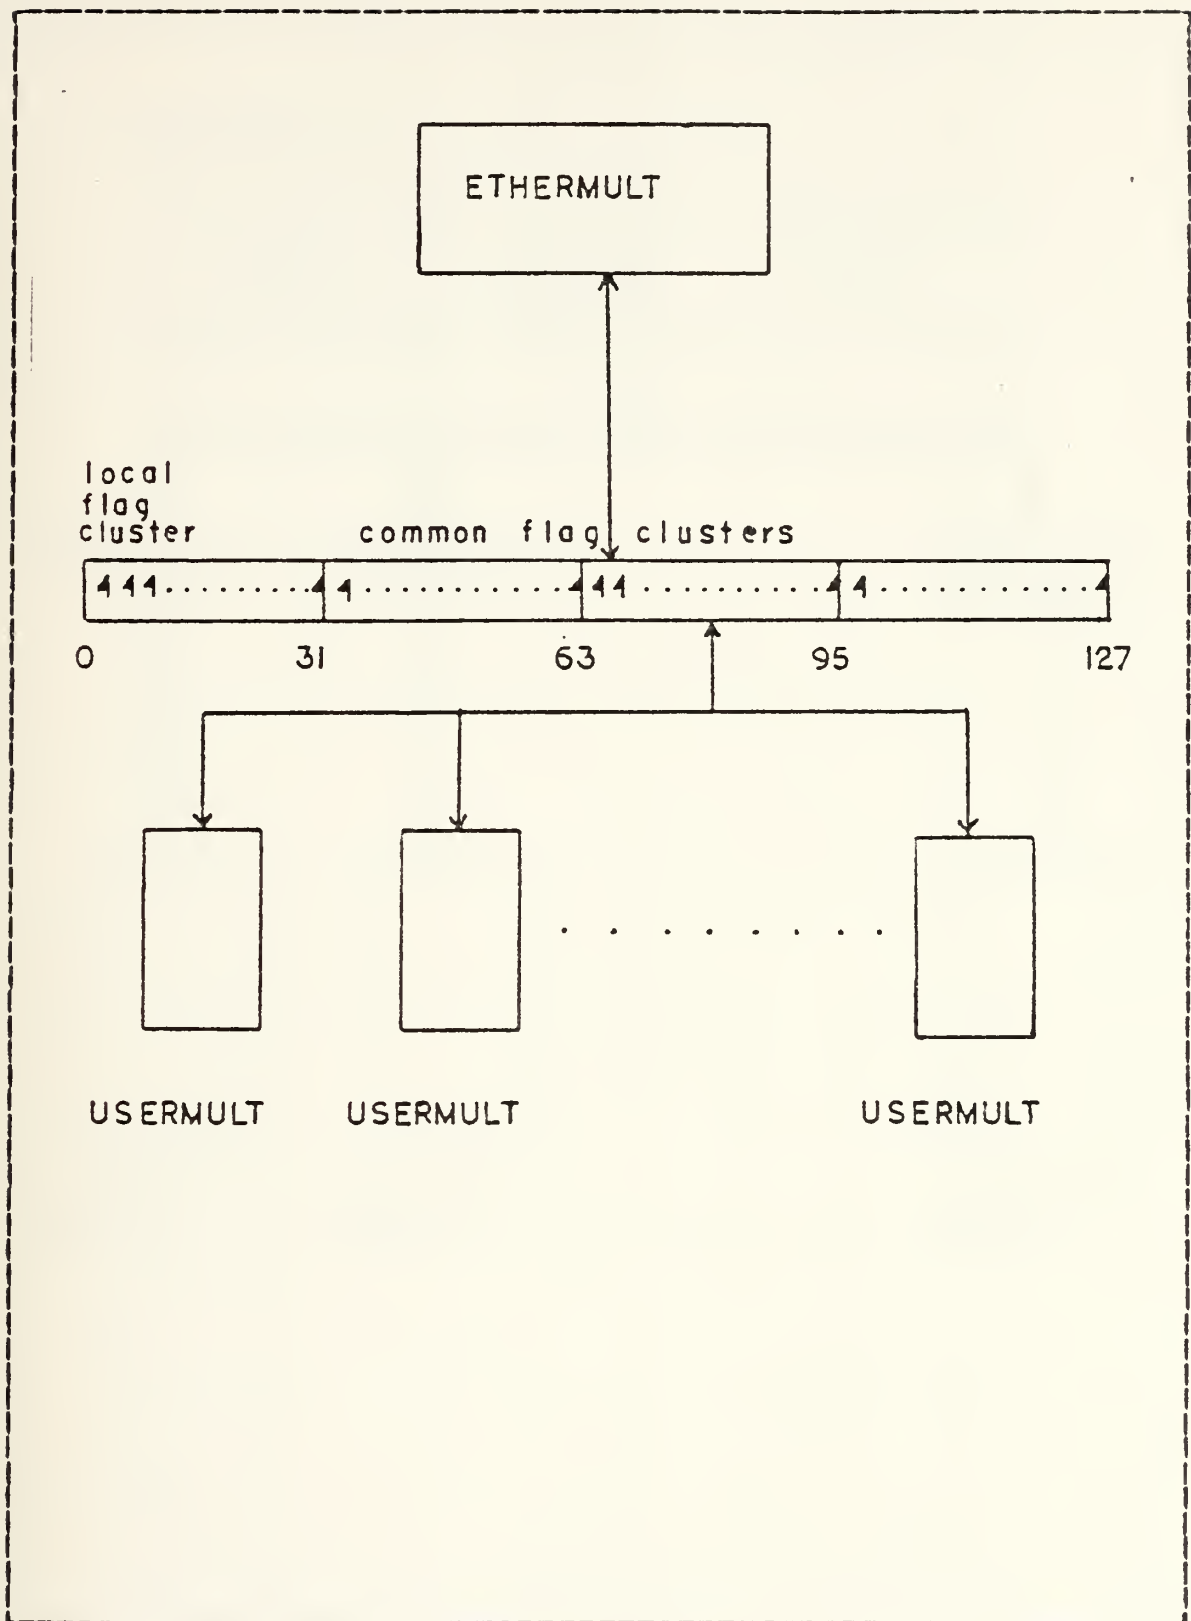 ETHERMULT
local
flag
cluster
common flag clusters
0 31 63 95 127
USERMULT USERMULT USERMULT